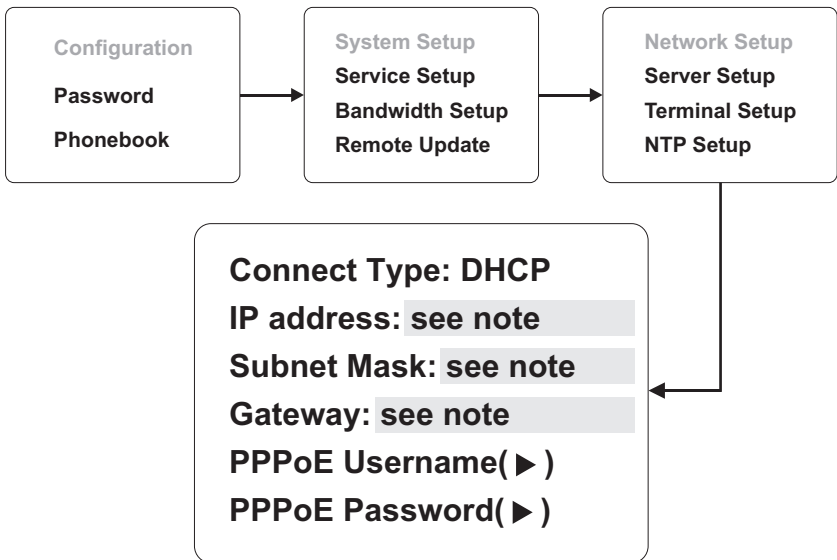 Configuration
Password
Phonebook
System Setup
Service Setup
Bandwidth Setup
Remote Update
Network Setup
Server Setup
Terminal Setup
NTP Setup
Connect Type: DHCP
IP address: see note
Subnet Mask: see note
Gateway: see note
PPPoE Username( ▶ )
PPPoE Password( ▶ )